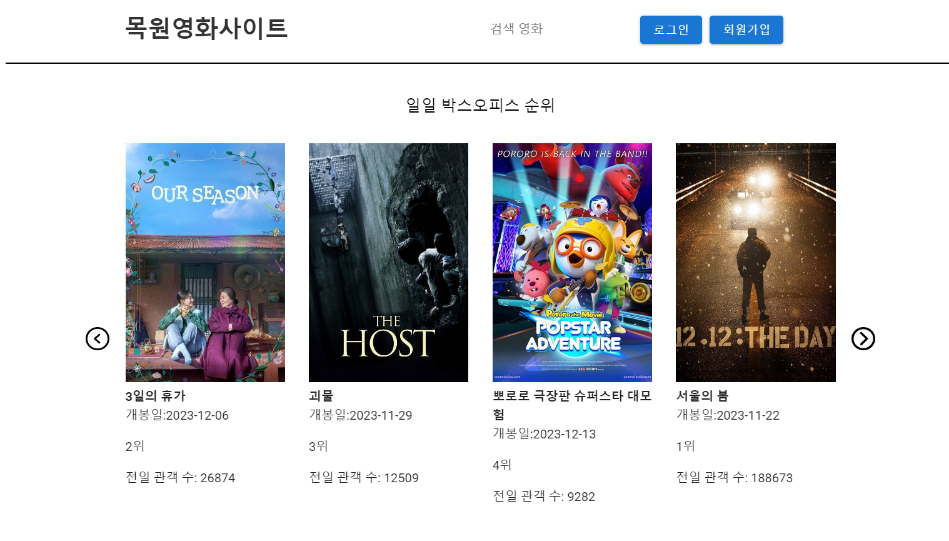 목원영화사이트
검색 영화
로그인
회원가입
일일 박스오피스 순위
OUR SEASON
3일의 휴가
개봉일:2023-12-06
2위
전일 관객 수: 26874
THE
HOST
괴물
개봉일:2023-11-29
3위
전일 관객 수: 12509
PORORO IS BACK IN THE BAND!!
Pororo the Movie:
POPSTAR
ADVENTURE
뽀로로 극장판 슈퍼스타 대모
험
개봉일:2023-12-13
4위
전일 관객 수: 9282
12.12:THE DAY
서울의 봄
개봉일:2023-11-22
1위
전일 관객 수: 188673